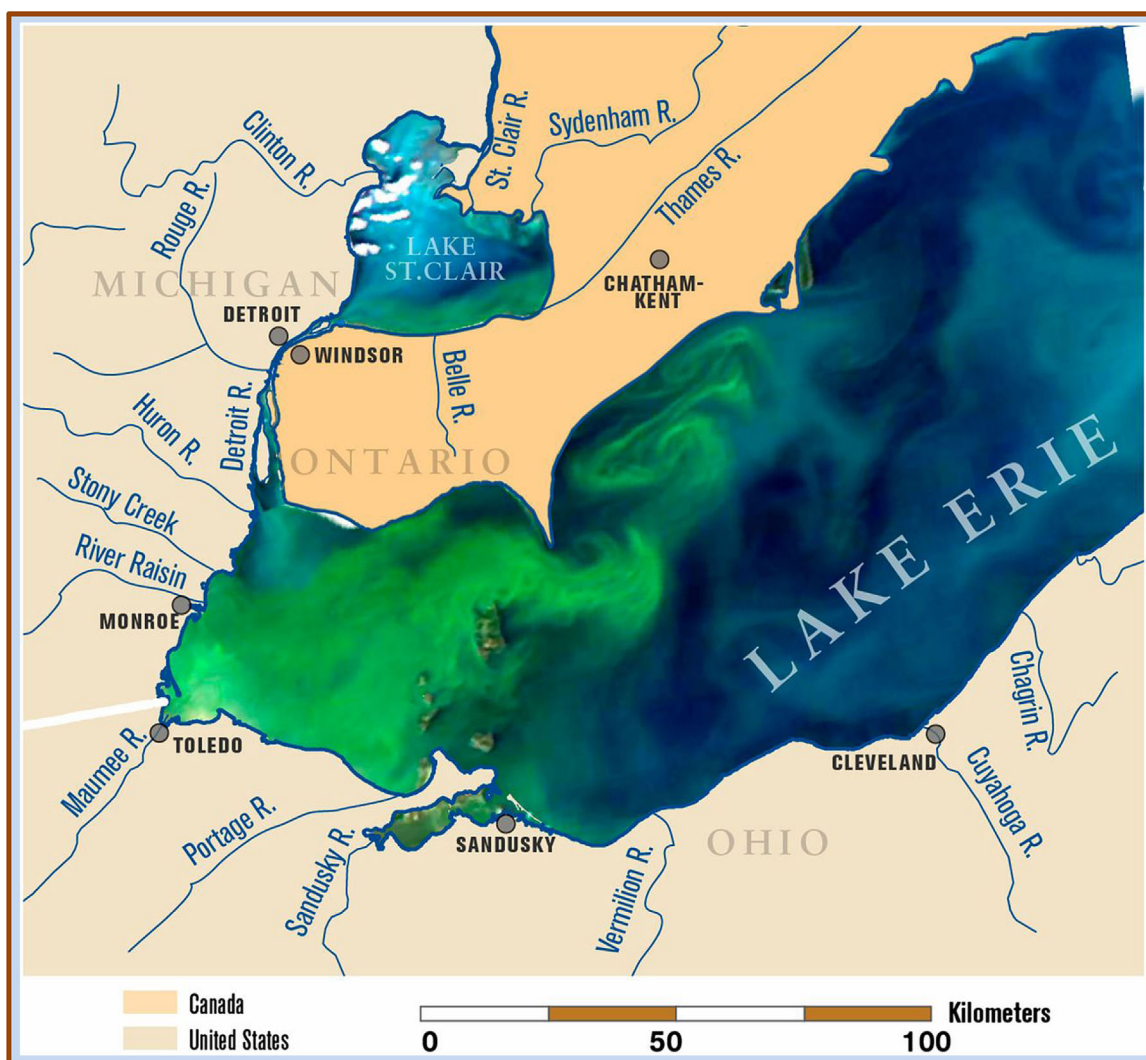 Clinton R.
Sydenham R.
St. Clair R.
Thames R.
Rouge R.
LAKE
ST.CLAIR
MICHIGAN
CHATHAM-
KENT
DETROIT
WINDSOR
Belle R.
Detroit R.
Huron R.
ONTARIO
Stony Creek
River Raisin
MONROE
LAKE ERIE
Chagrin R.
TOLEDO
Maumee R.
CLEVELAND
Cuyahoga R.
Portage R.
Sandusky R.
SANDUSKY
OHIO
Vermilion R.
Canada
United States
Kilometers
0 50 100